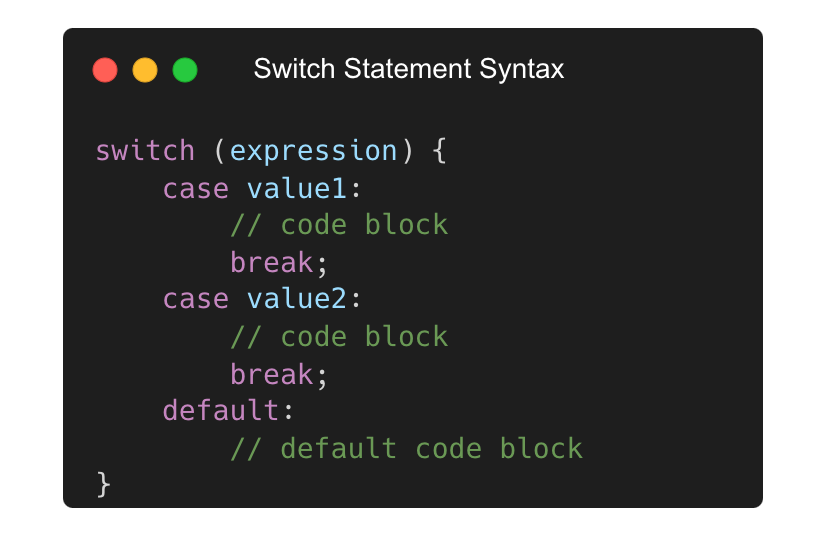 Switch Statement Syntax
switch (expression) {
    case value1:
        // code block
        break;
    case value2:
        // code block
        break;
    default:
        // default code block
}